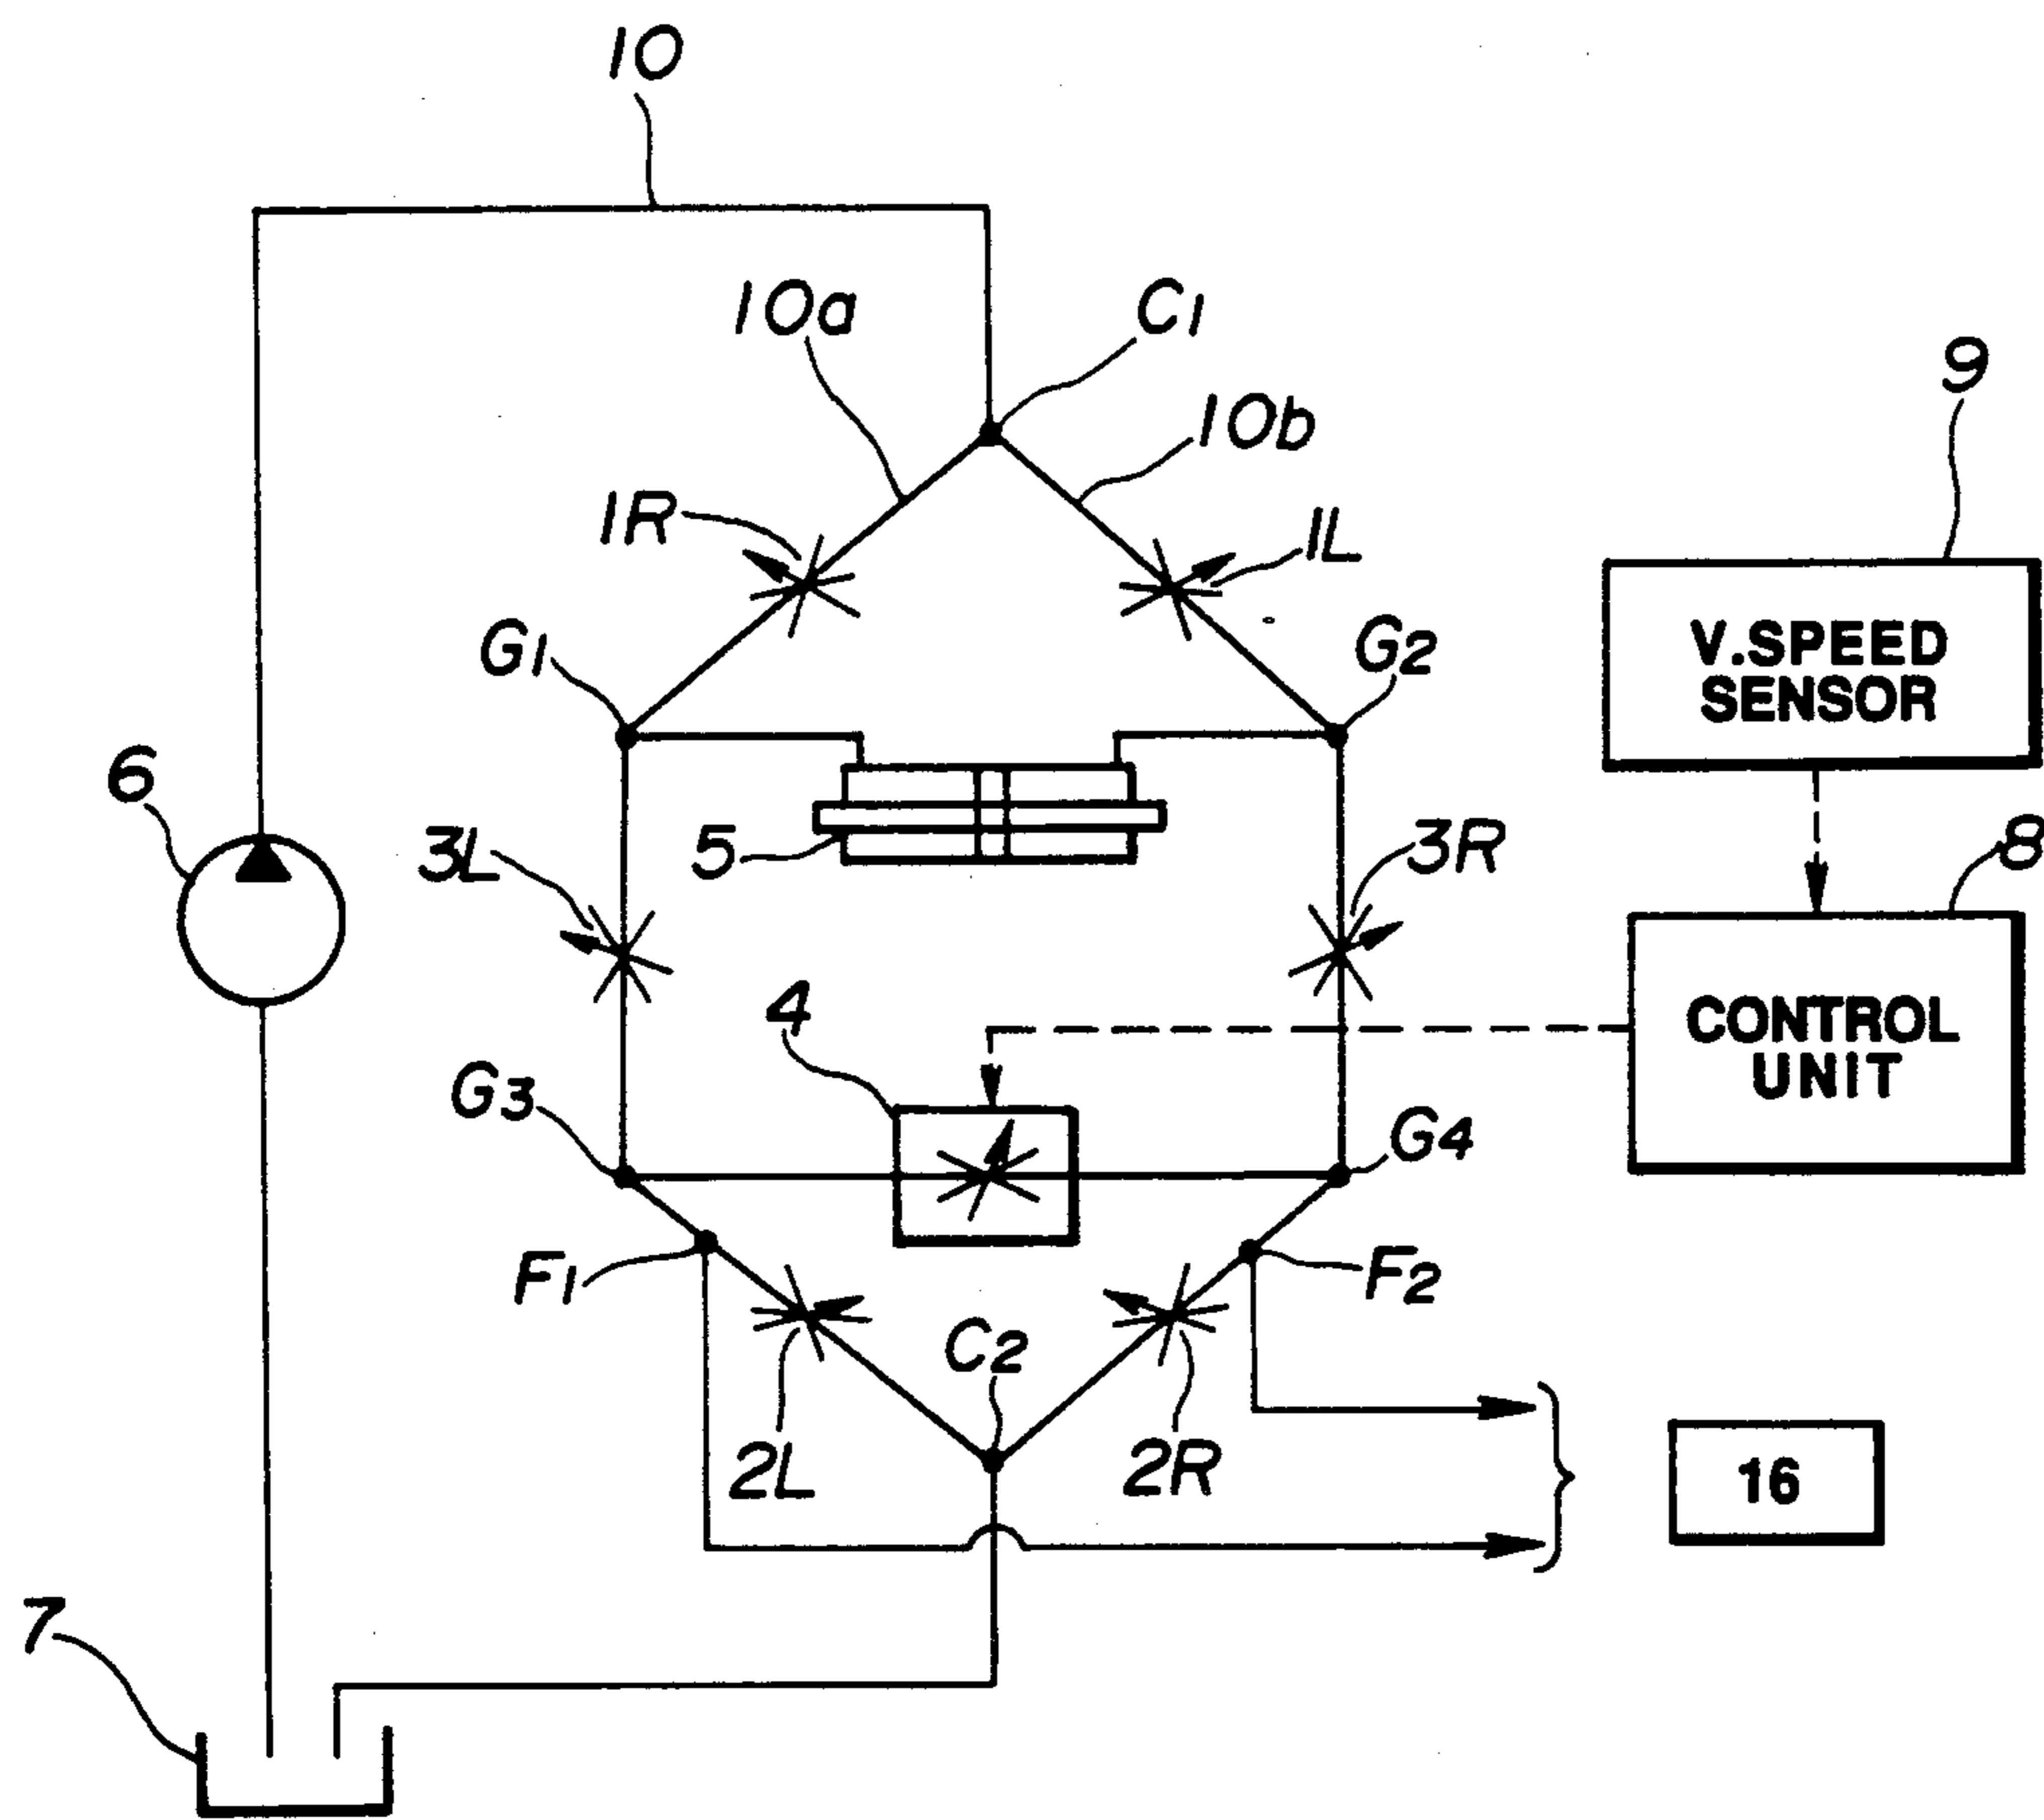 10
10a
C1
10b
9
1R
1L
V.SPEED
SENSOR
G1
G2
6
3L
5
3R
8
4
CONTROL
UNIT
G3
G4
F1
F2
C2
2L
2R
16
7